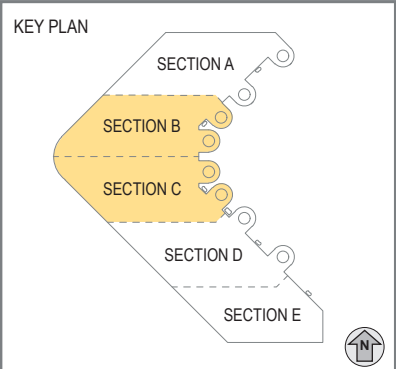 KEY PLAN
SECTION A
SECTION B
SECTION C
SECTION D
SECTION E
N